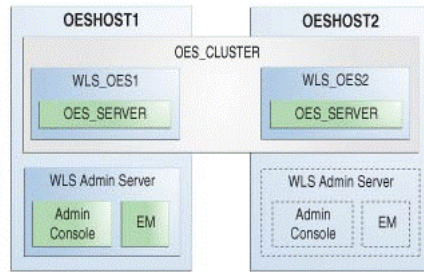 OESHOST1
OESHOST2
OES_CLUSTER
WLS_OES1
WLS_OES2
OES_SERVER
OES_SERVER
WLS Admin Server
WLS Admin Server
Admin
Console
EM
Admin
Console
EM